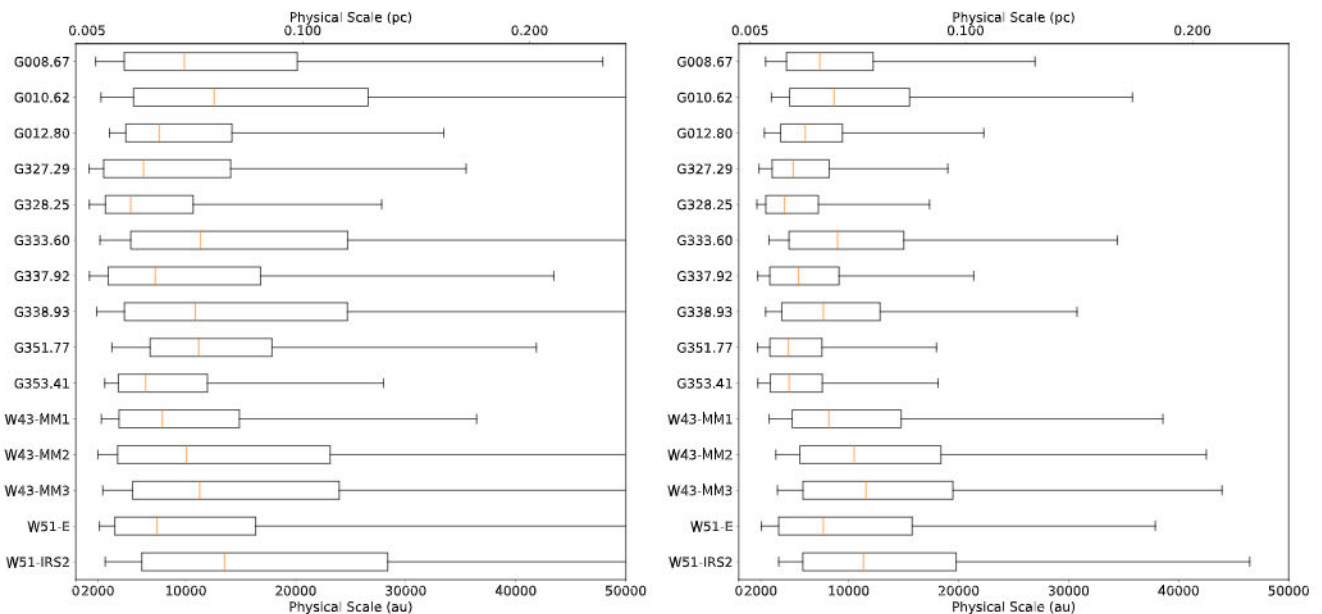 Physical Scale (pc)
0.005 0.100 0.200
G008.67
G010.62
G012.80
G327.29
G328.25
G333.60
G337.92
G338.93
G351.77
G353.41
W43-MM1
W43-MM2
W43-MM3
W51-E
W51-IRS2
0 2000 10000 20000 30000 40000 50000
Physical Scale (au)
Physical Scale (pc)
0.005 0.100 0.200
G008.67
G010.62
G012.80
G327.29
G328.25
G333.60
G337.92
G338.93
G351.77
G353.41
W43-MM1
W43-MM2
W43-MM3
W51-E
W51-IRS2
0 2000 10000 20000 30000 40000 50000
Physical Scale (au)